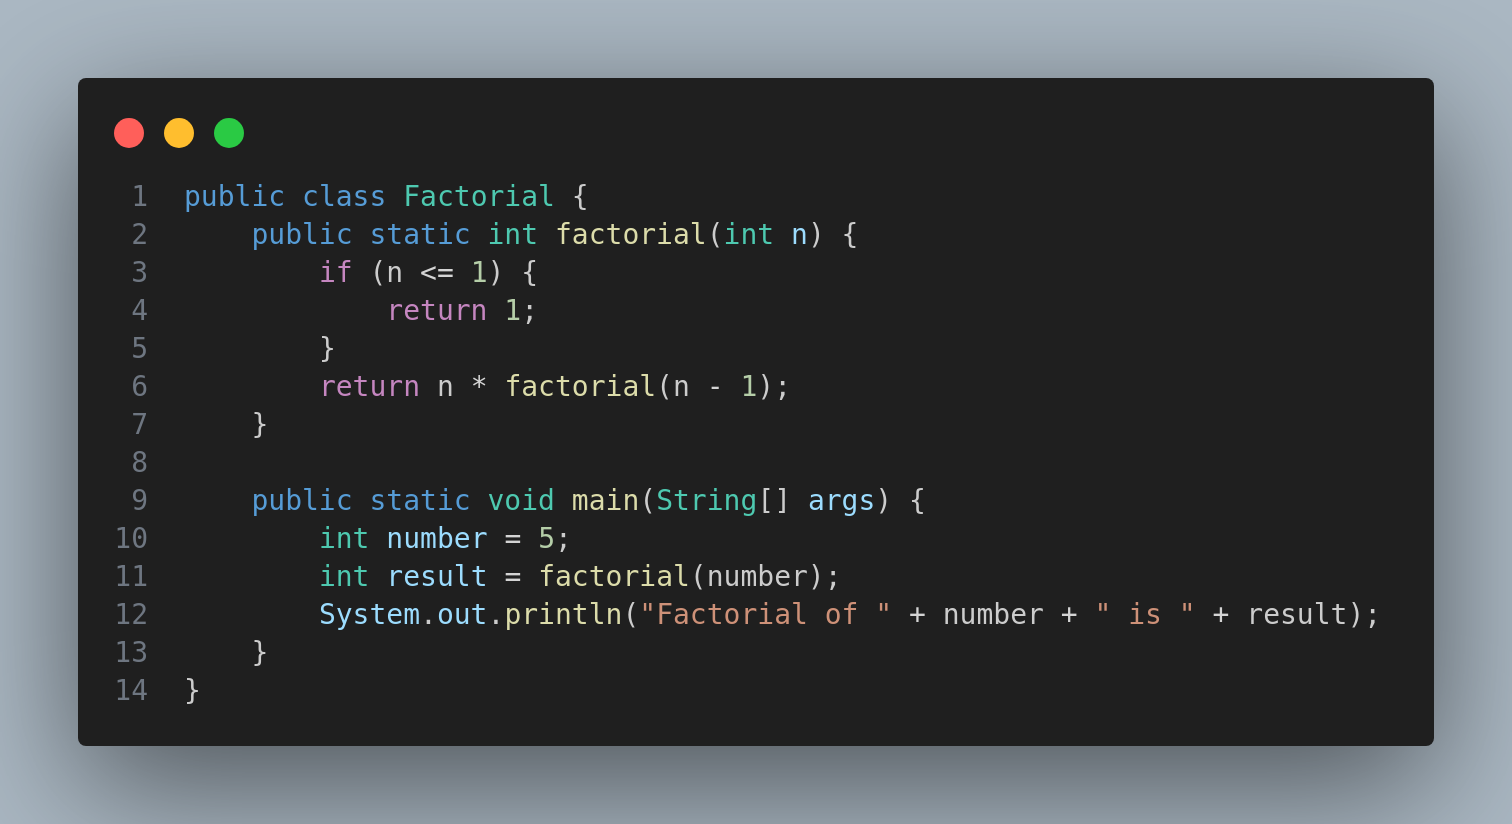 1 public class Factorial {
2     public static int factorial(int n) {
3         if (n <= 1) {
4             return 1;
5         }
6         return n * factorial(n - 1);
7     }
8
9     public static void main(String[] args) {
10         int number = 5;
11         int result = factorial(number);
12         System.out.println("Factorial of " + number + " is " + result);
13     }
14 }